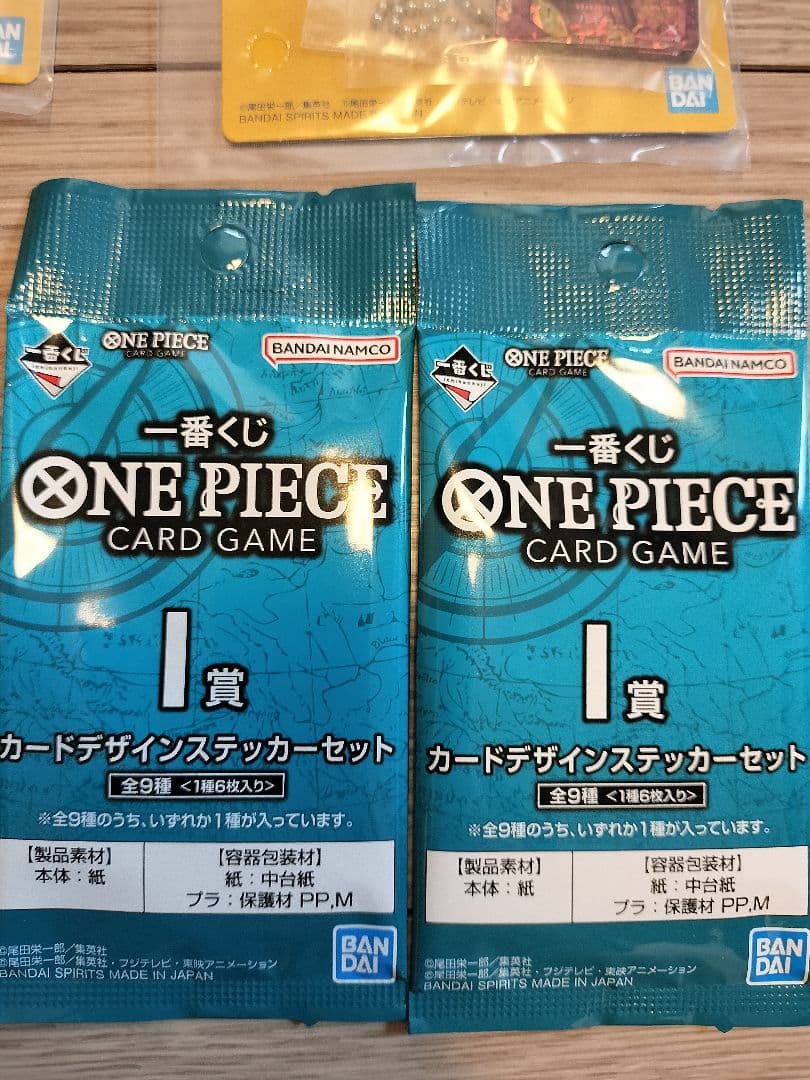 BAN
DAI
©尾田栄一郎／集英社
BANDAI SPIRITS MADE IN
BAN
DAI
一番くじ
ONE PIECE
CARD GAME
BANDAI NAMCO
一番くじ
ONE PIECE
CARD GAME
I賞
カードデザインステッカーセット
全9種 <1種6枚入り>
※全9種のうち、いずれか1種が入っています。
【製品素材】
本体：紙
【容器包装材】
紙：中台紙
プラ：保護材 PP,M
©尾田栄一郎／集英社
©尾田栄一郎／集英社・フジテレビ・東映アニメーション
BANDAI SPIRITS MADE IN JAPAN
BAN
DAI
一番くじ
ONE PIECE
CARD GAME
BANDAI NAMCO
一番くじ
ONE PIECE
CARD GAME
I賞
カードデザインステッカーセット
全9種 <1種6枚入り>
※全9種のうち、いずれか1種が入っています。
【製品素材】
本体：紙
【容器包装材】
紙：中台紙
プラ：保護材 PP,M
©尾田栄一郎／集英社
©尾田栄一郎／集英社・フジテレビ・東映アニメーション
BANDAI SPIRITS MADE IN JAPAN
BAN
DAI